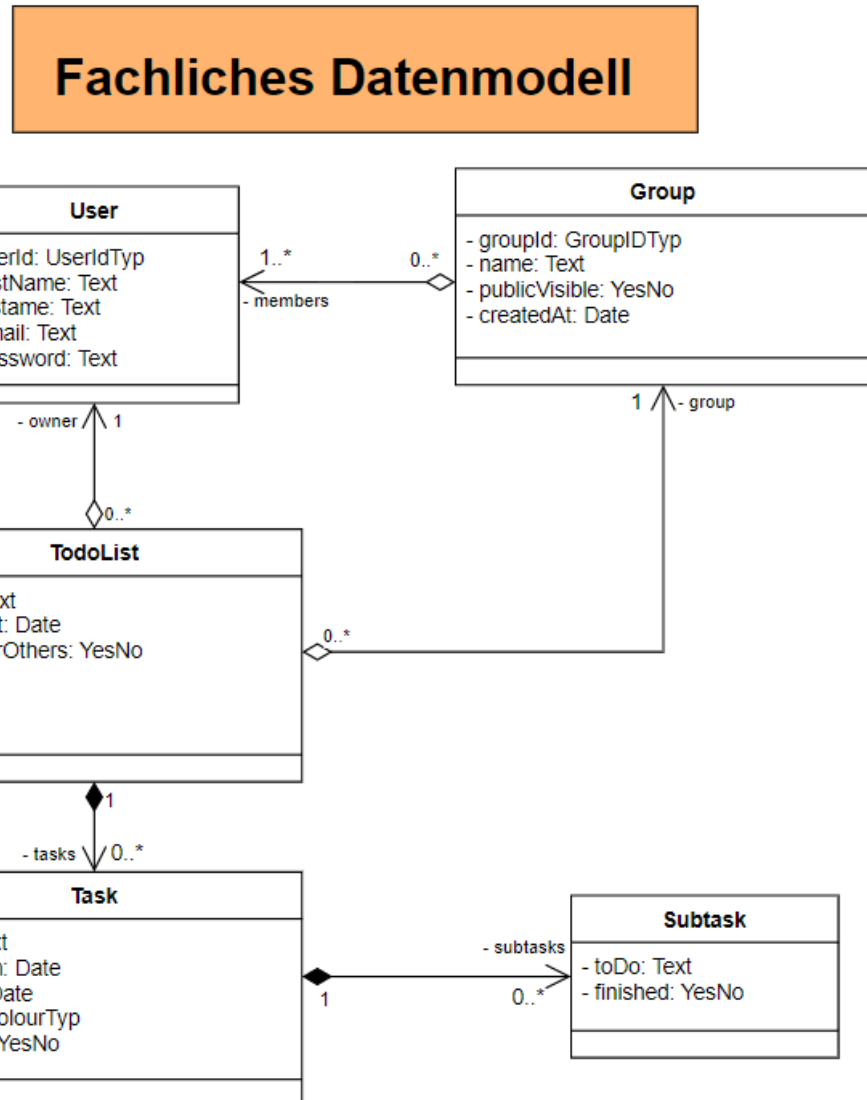 Fachliches Datenmodell
User
erId: UserIdTyp
stName: Text
stame: Text
nail: Text
ssword: Text
1..*
- members
0..*
Group
- groupId: GroupIDTyp
- name: Text
- publicVisible: YesNo
- createdAt: Date
- owner
1
0..*
1
- group
TodoList
xt
t: Date
rOthers: YesNo
0..*
1
- tasks
0..*
Task
xt
n: Date
Date
olourTyp
YesNo
1
- subtasks
0..*
Subtask
- toDo: Text
- finished: YesNo